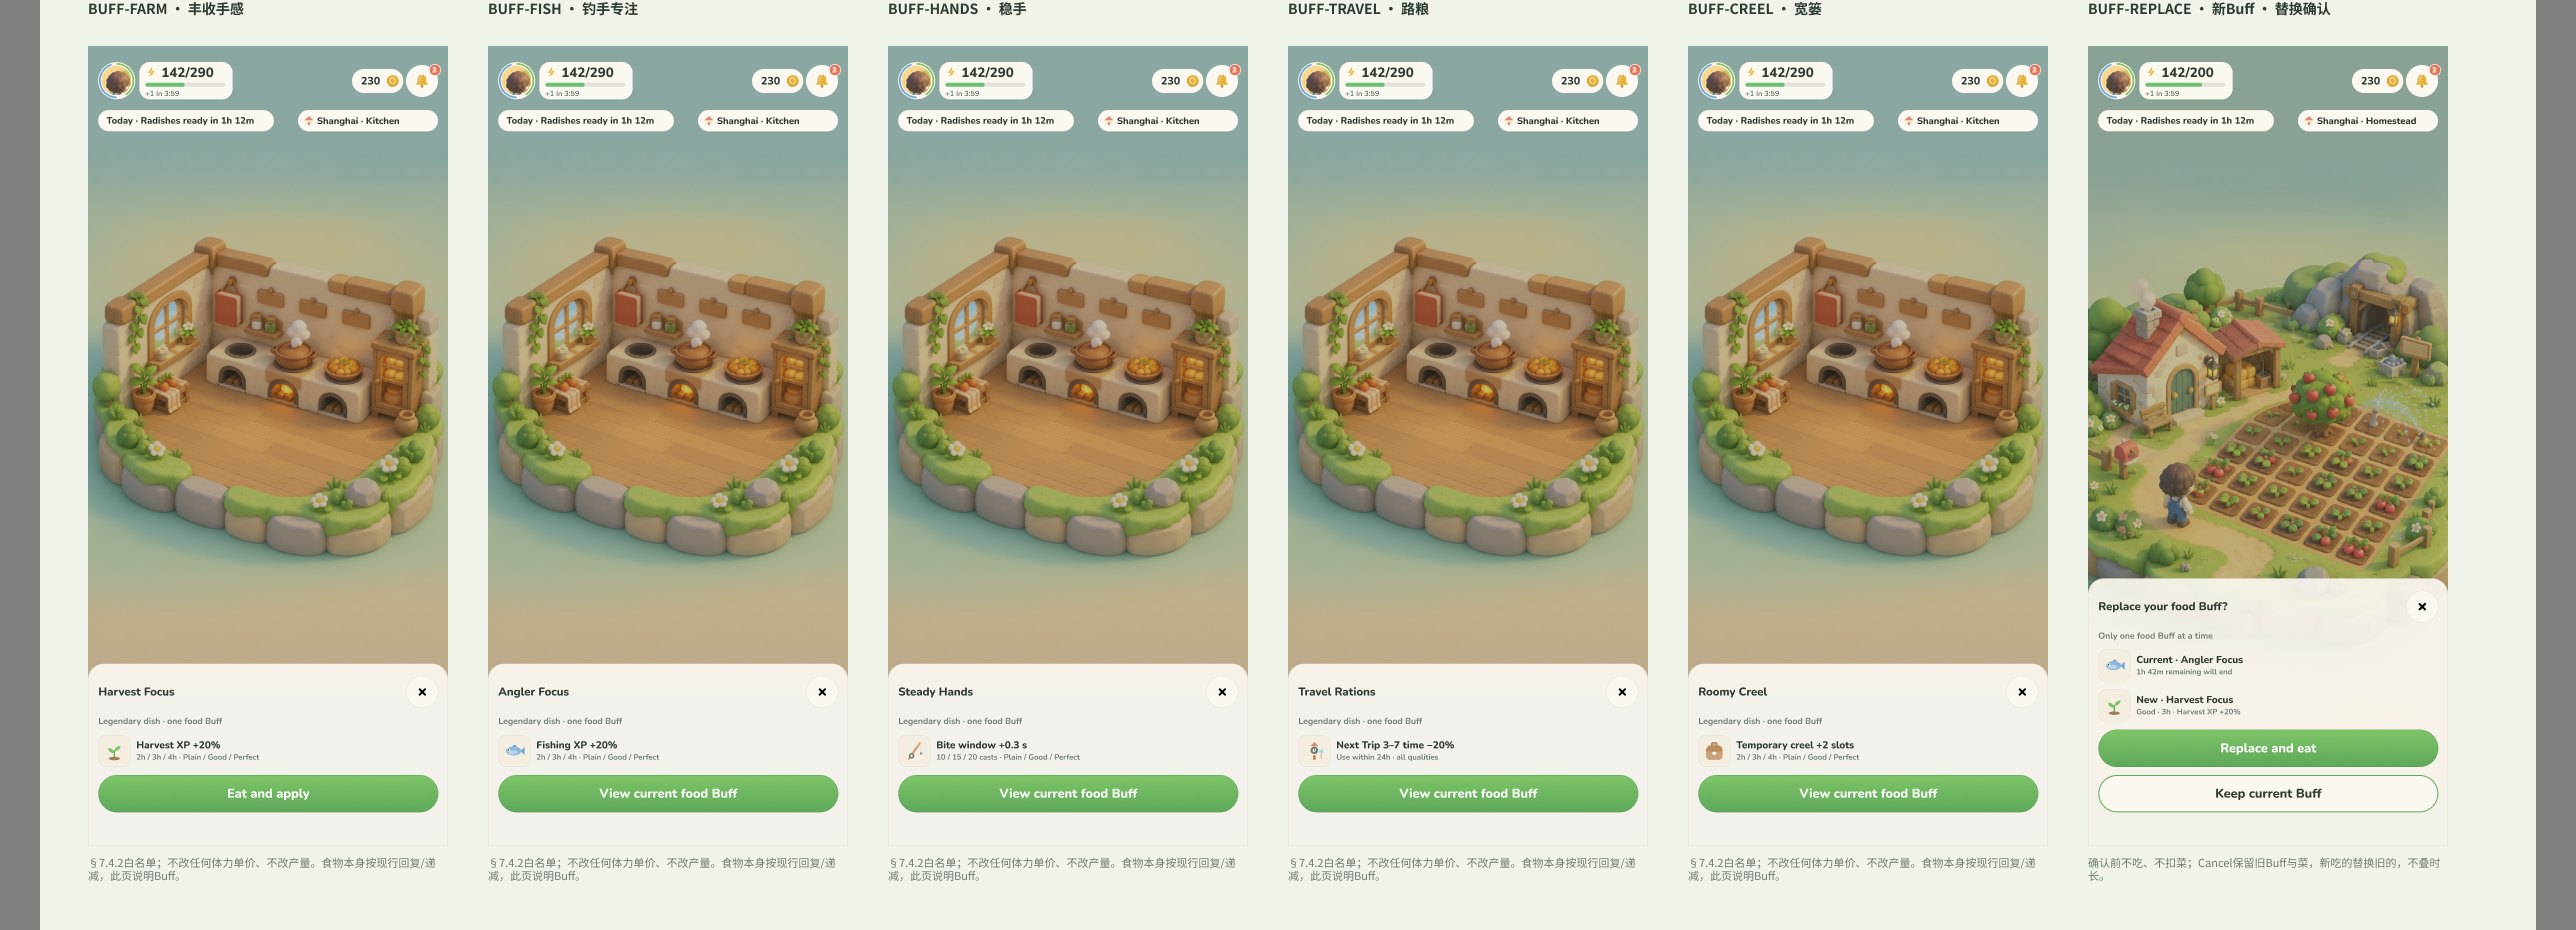 BUFF-FARM · 丰收手感
142/290
+1 in 3:59
230
3
Today · Radishes ready in 1h 12m
Shanghai · Kitchen
Harvest Focus
Legendary dish · one food Buff
Harvest XP +20%
2h / 3h / 4h · Plain / Good / Perfect
Eat and apply
§7.4.2白名单；不改任何体力单价、不改产量。食物本身按现行回复/递
减，此页说明Buff。
BUFF-FISH · 钓手专注
142/290
+1 in 3:59
230
3
Today · Radishes ready in 1h 12m
Shanghai · Kitchen
Angler Focus
Legendary dish · one food Buff
Fishing XP +20%
2h / 3h / 4h · Plain / Good / Perfect
View current food Buff
§7.4.2白名单；不改任何体力单价、不改产量。食物本身按现行回复/递
减，此页说明Buff。
BUFF-HANDS · 稳手
142/290
+1 in 3:59
230
3
Today · Radishes ready in 1h 12m
Shanghai · Kitchen
Steady Hands
Legendary dish · one food Buff
Bite window +0.3 s
10 / 15 / 20 casts · Plain / Good / Perfect
View current food Buff
§7.4.2白名单；不改任何体力单价、不改产量。食物本身按现行回复/递
减，此页说明Buff。
BUFF-TRAVEL · 路粮
142/290
+1 in 3:59
230
3
Today · Radishes ready in 1h 12m
Shanghai · Kitchen
Travel Rations
Legendary dish · one food Buff
Next Trip 3–7 time −20%
Use within 24h · all qualities
View current food Buff
§7.4.2白名单；不改任何体力单价、不改产量。食物本身按现行回复/递
减，此页说明Buff。
BUFF-CREEL · 宽篓
142/290
+1 in 3:59
230
3
Today · Radishes ready in 1h 12m
Shanghai · Kitchen
Roomy Creel
Legendary dish · one food Buff
Temporary creel +2 slots
2h / 3h / 4h · Plain / Good / Perfect
View current food Buff
§7.4.2白名单；不改任何体力单价、不改产量。食物本身按现行回复/递
减，此页说明Buff。
BUFF-REPLACE · 新Buff · 替换确认
142/200
+1 in 3:59
230
3
Today · Radishes ready in 1h 12m
Shanghai · Homestead
Replace your food Buff?
Only one food Buff at a time
Current · Angler Focus
1h 42m remaining will end
New · Harvest Focus
Good · 3h · Harvest XP +20%
Replace and eat
Keep current Buff
确认前不吃、不扣菜；Cancel保留旧Buff与菜，新吃的替换旧的，不叠时
长。